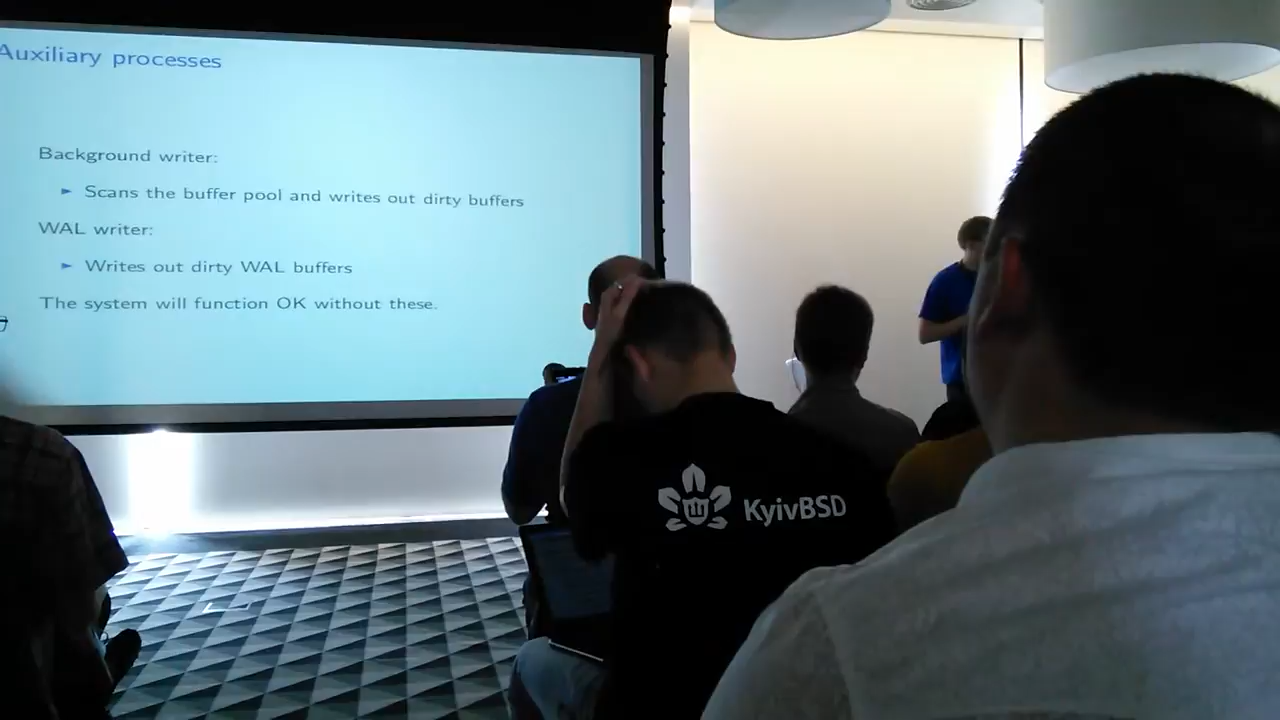 Auxiliary processes
Background writer:
► Scans the buffer pool and writes out dirty buffers
WAL writer:
► Writes out dirty WAL buffers
The system will function OK without these.
KyivBSD